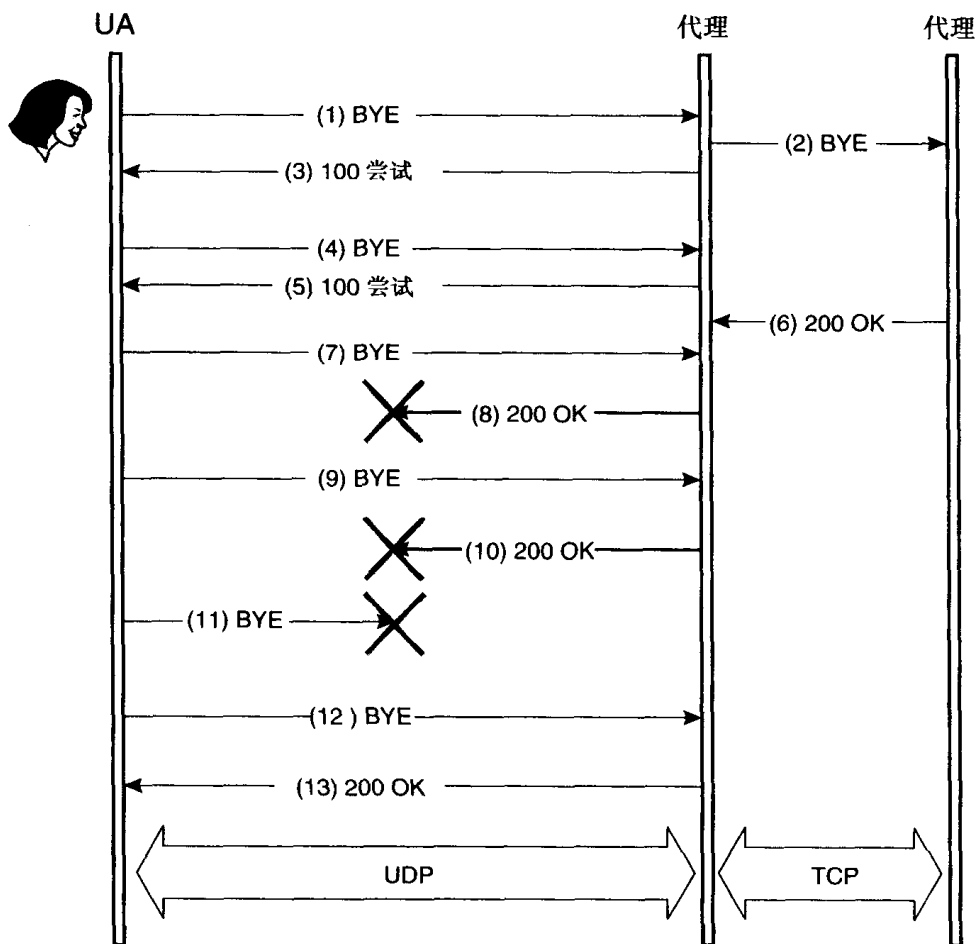 UA 代理 代理
(1) BYE
(2) BYE
(3) 100 尝试
(4) BYE
(5) 100 尝试
(6) 200 OK
(7) BYE
(8) 200 OK
(9) BYE
(10) 200 OK
(11) BYE
(12 ) BYE
(13) 200 OK
UDP TCP